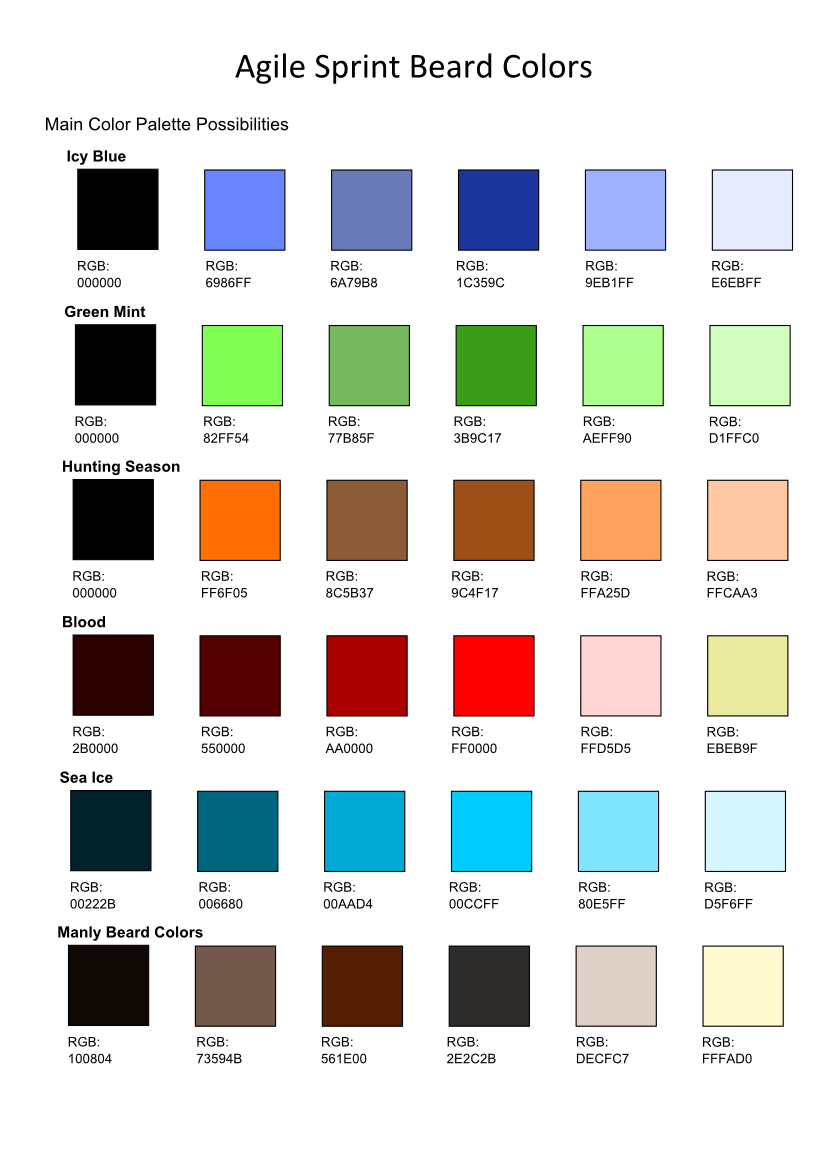 Agile Sprint Beard Colors
Main Color Palette Possibilities
Icy Blue
RGB: RGB: RGB: RGB: RGB: RGB:
000000 6986FF 6A79B8 1C359C 9EB1FF E6EBFF
Green Mint
RGB: RGB: RGB: RGB: RGB: RGB:
000000 82FF54 77B85F 3B9C17 AEFF90 D1FFC0
Hunting Season
RGB: RGB: RGB: RGB: RGB: RGB:
000000 FF6F05 8C5B37 9C4F17 FFA25D FFCAA3
Blood
RGB: RGB: RGB: RGB: RGB: RGB:
2B0000 550000 AA0000 FF0000 FFD5D5 EBEB9F
Sea Ice
RGB: RGB: RGB: RGB: RGB: RGB:
00222B 006680 00AAD4 00CCFF 80E5FF D5F6FF
Manly Beard Colors
RGB: RGB: RGB: RGB: RGB: RGB:
100804 73594B 561E00 2E2C2B DECFC7 FFFAD0